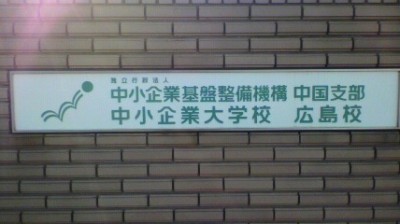 独立行政法人
中小企業基盤整備機構 中国支部
中小企業大学校 広島校